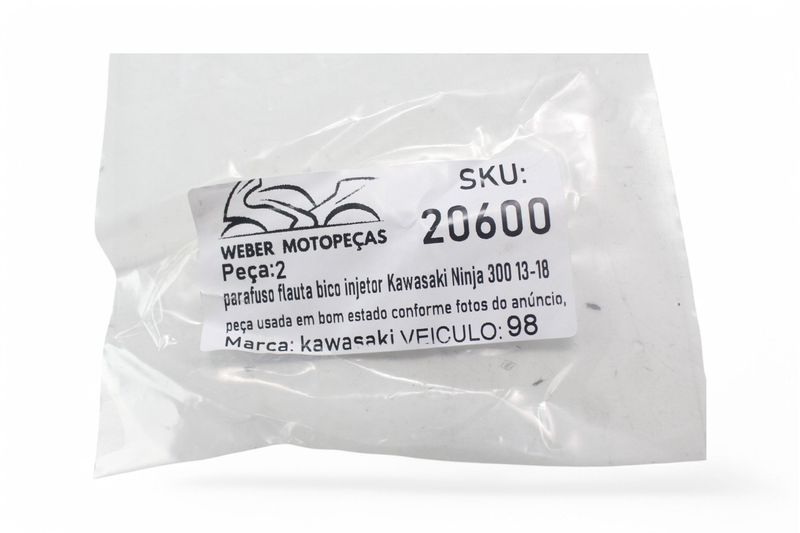 SKU:
20600
WEBER MOTOPEÇAS
Peça:2
parafuso flauta bico injetor Kawasaki Ninja 300 13-18
peça usada em bom estado conforme fotos do anúncio,
Marca: kawasaki VEICULO: 98